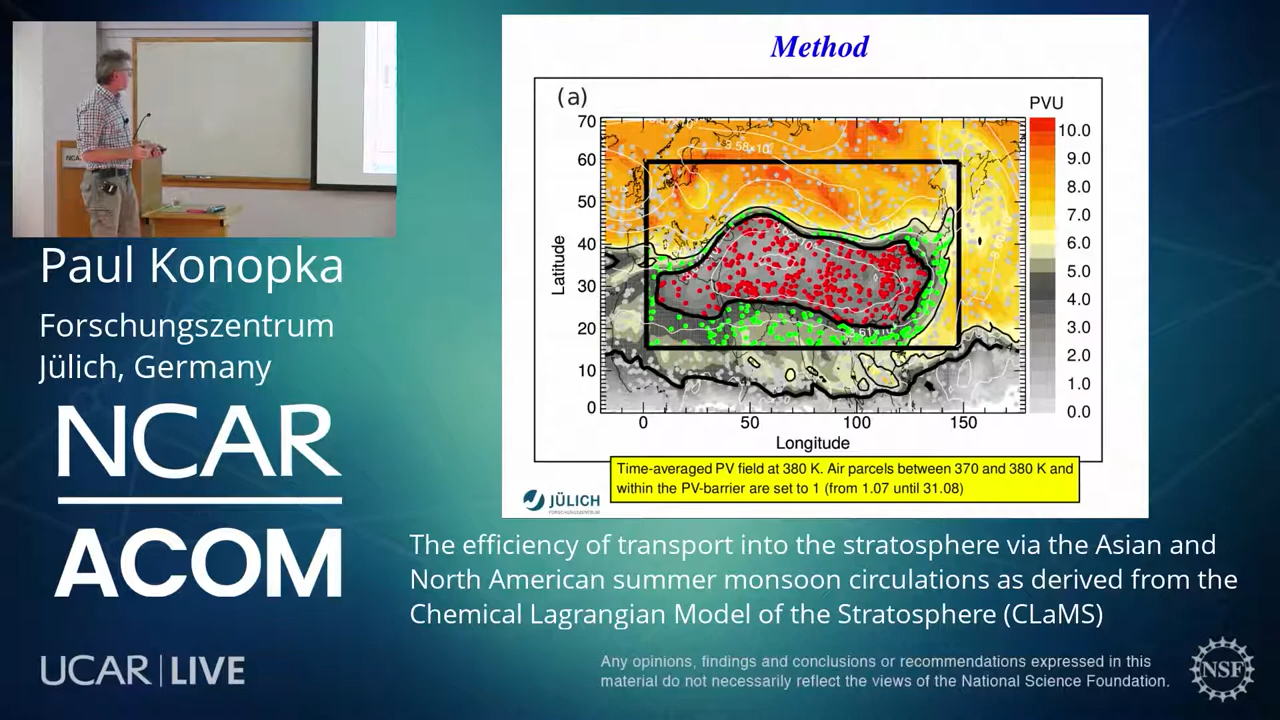 Method
(a)
PVU
70
60
50
40
30
20
10
0
Latitude
0
50
100
150
Longitude
10.0
9.0
8.0
7.0
6.0
5.0
4.0
3.0
2.0
1.0
0.0
Time-averaged PV field at 380 K. Air parcels between 370 and 380 K and
within the PV-barrier are set to 1 (from 1.07 until 31.08)
JÜLICH
FORSCHUNGSZENTRUM
Paul Konopka
Forschungszentrum
Jülich, Germany
NCAR
ACOM
UCAR | LIVE
The efficiency of transport into the stratosphere via the Asian and
North American summer monsoon circulations as derived from the
Chemical Lagrangian Model of the Stratosphere (CLaMS)
Any opinions, findings and conclusions or recommendations expressed in this
material do not necessarily reflect the views of the National Science Foundation.
NSF